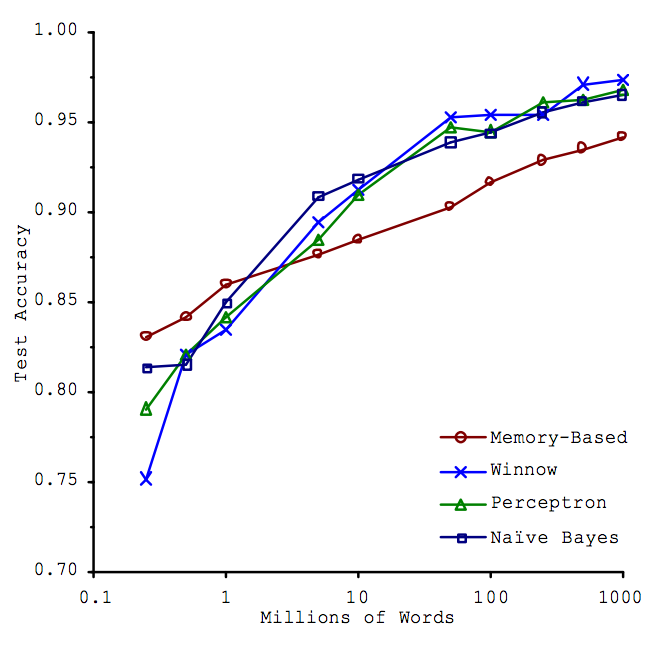 1.00
0.95
0.90
0.85
0.80
0.75
0.70
Test Accuracy
Memory-Based
Winnow
Perceptron
Naïve Bayes
0.1 1 10 100 1000
Millions of Words